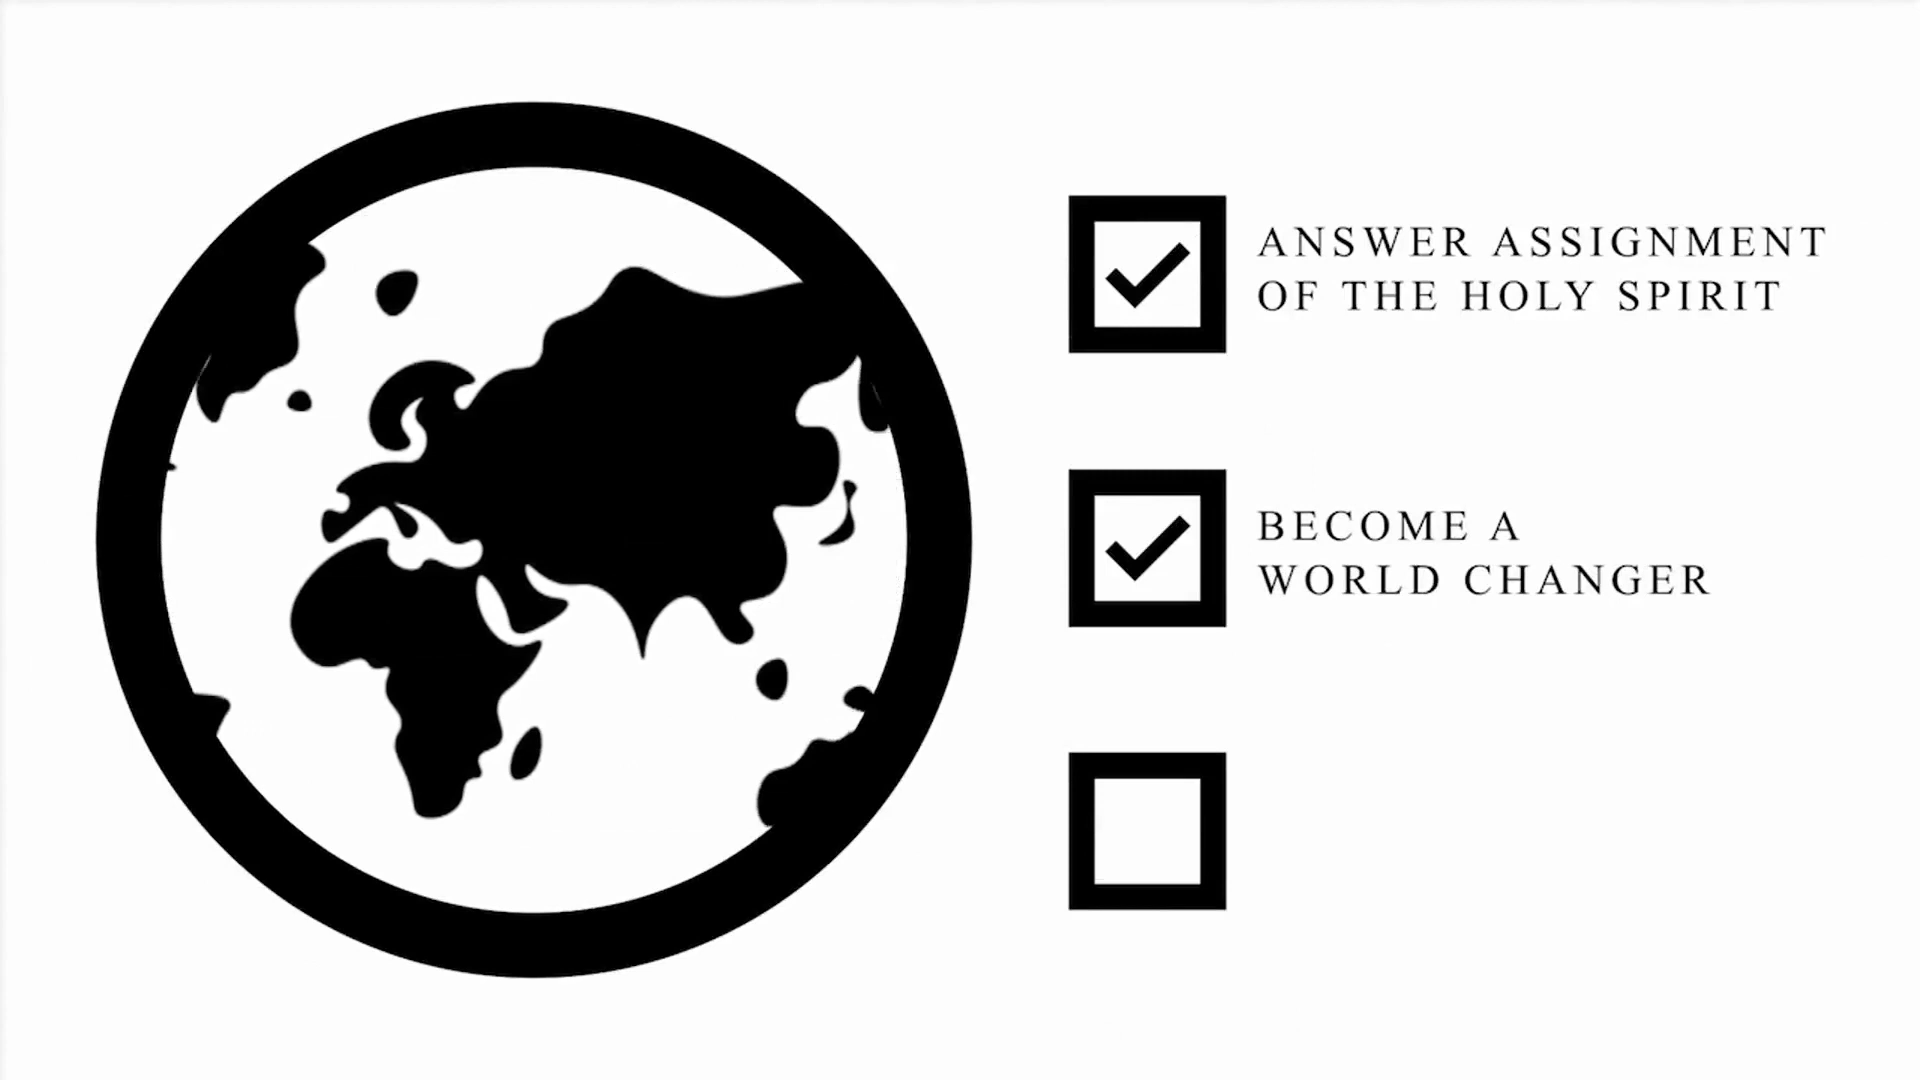 ANSWER ASSIGNMENT
OF THE HOLY SPIRIT
BECOME A
WORLD CHANGER